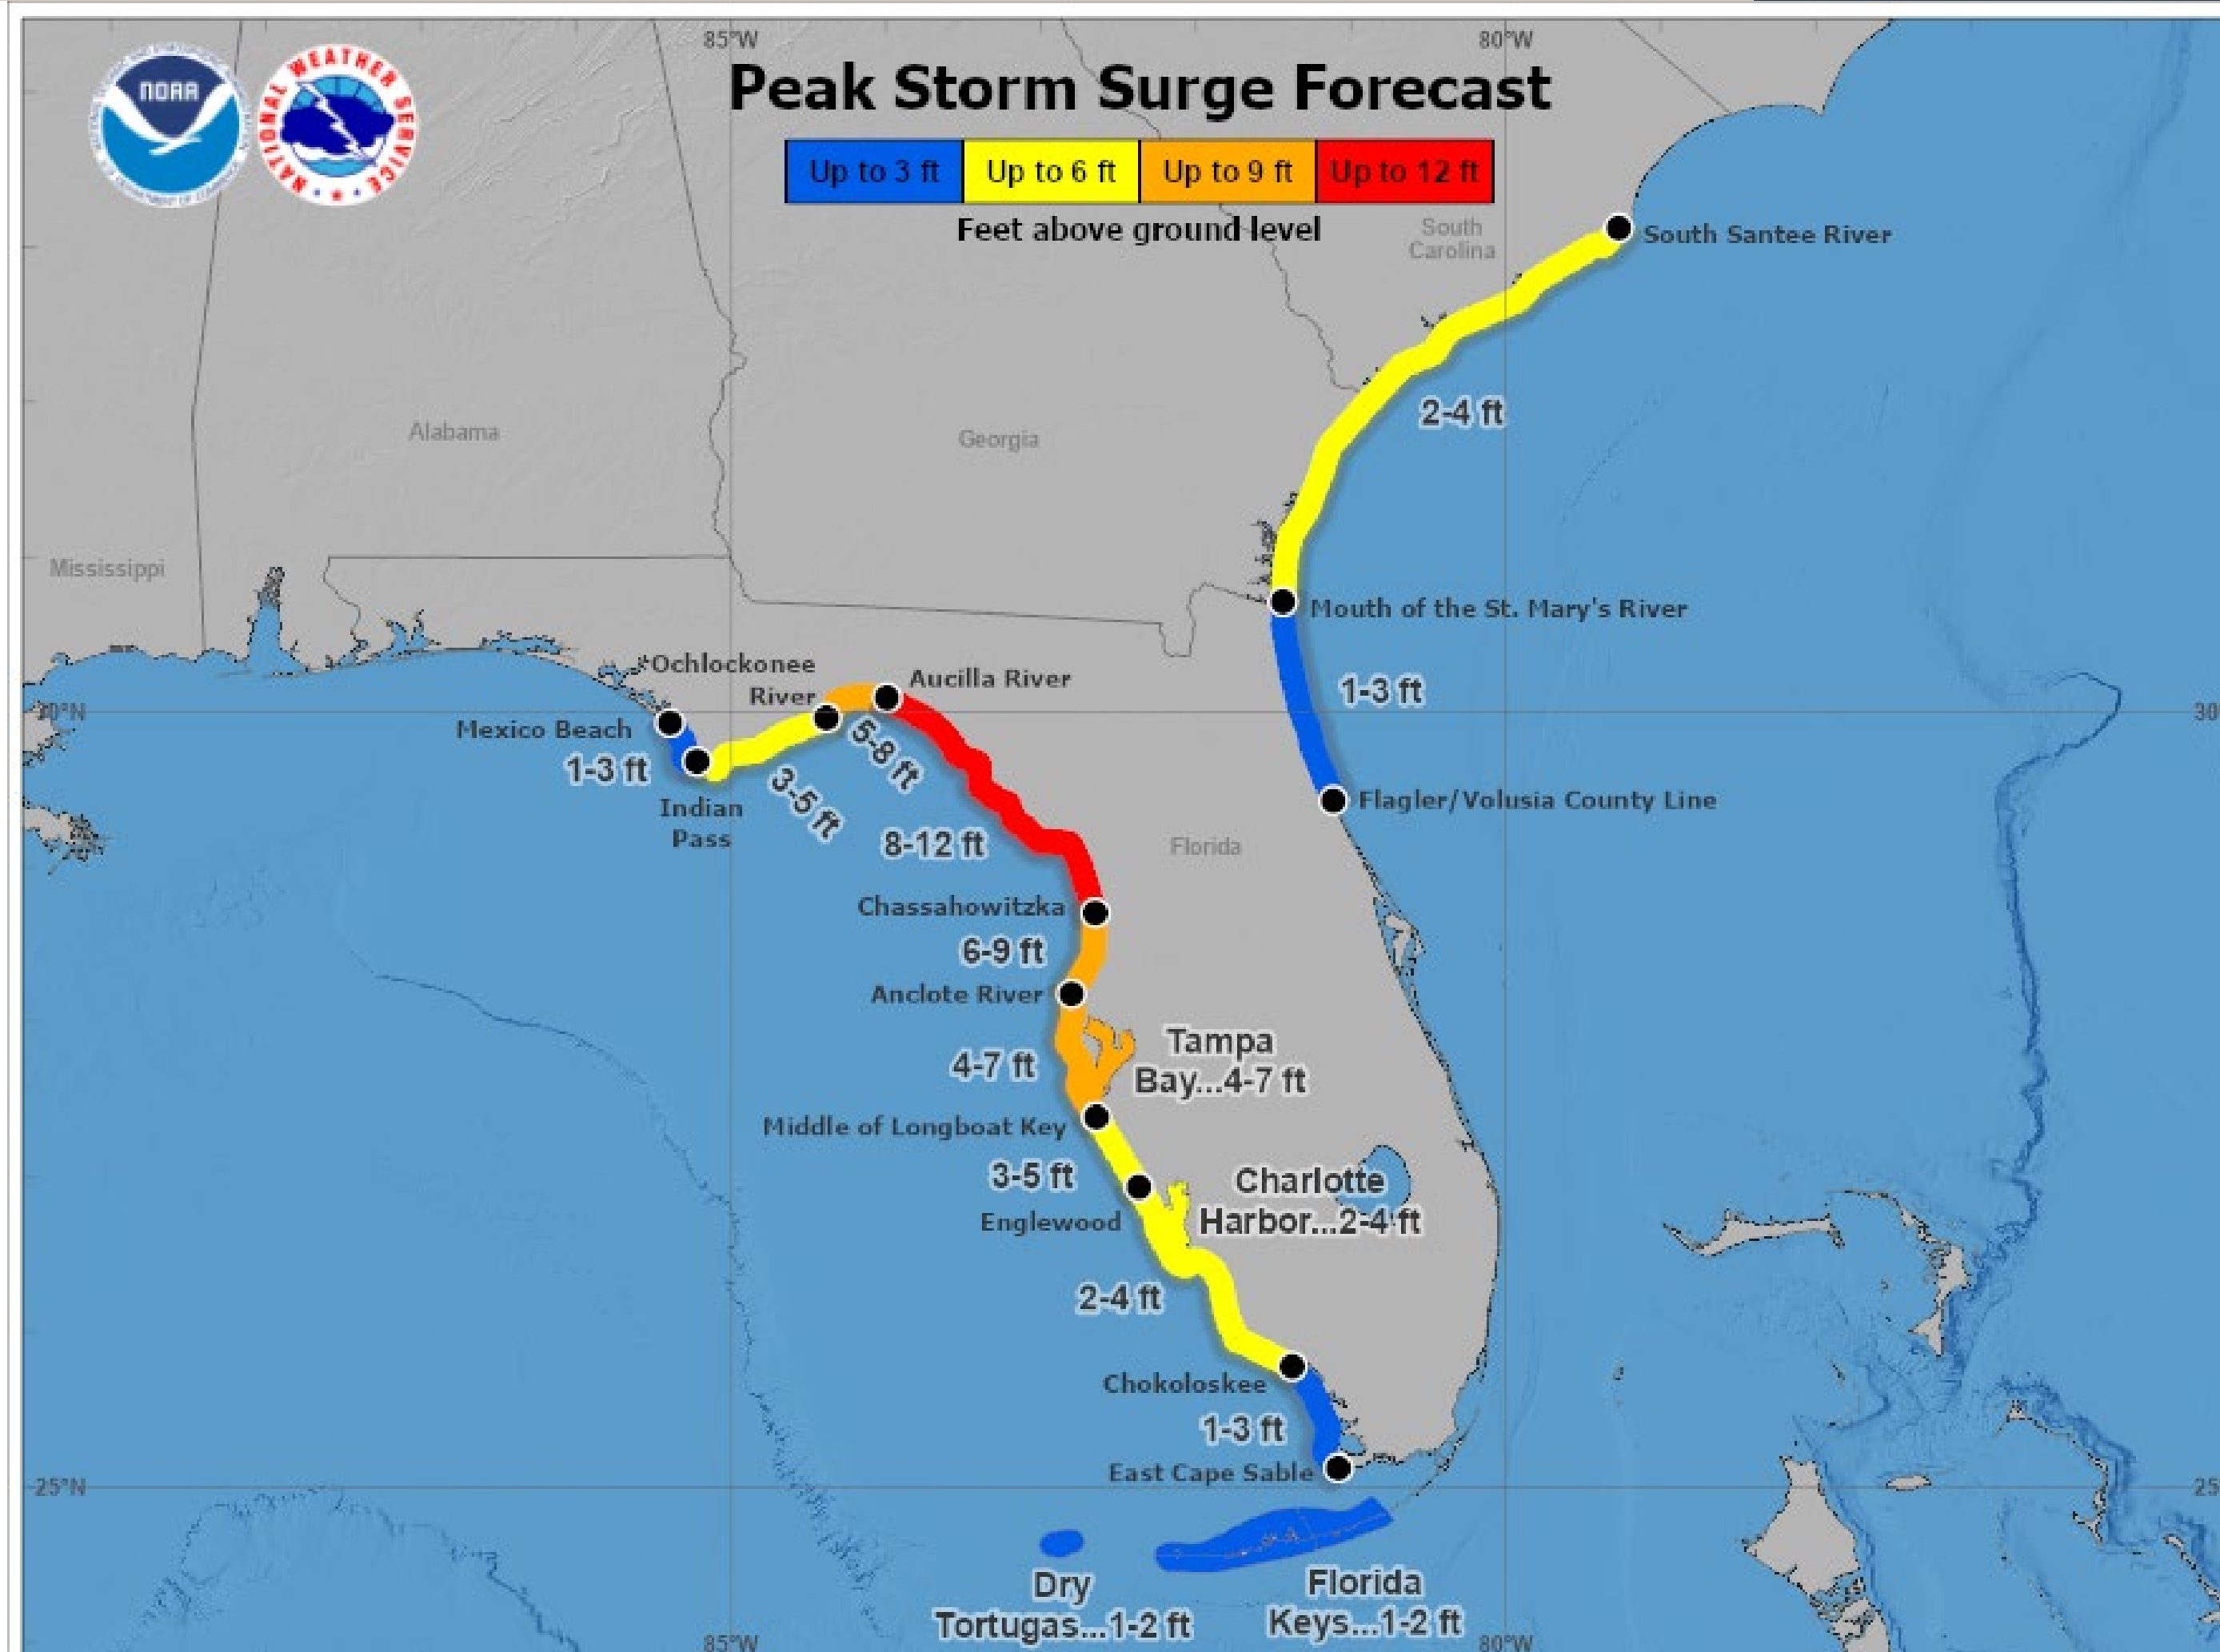 85°W
80°W
NOAA
NATIONAL WEATHER SERVICE
Peak Storm Surge Forecast
Up to 3 ft
Up to 6 ft
Up to 9 ft
Up to 12 ft
Feet above ground level
South
Carolina
South Santee River
2-4 ft
Alabama
Georgia
Mississippi
Mouth of the St. Mary's River
Ochlockonee
River
Aucilla River
1-3 ft
30°N
30
Mexico Beach
1-3 ft
5-8 ft
3-5 ft
Indian
Pass
Flagler/Volusia County Line
8-12 ft
Florida
Chassahowitzka
6-9 ft
Anclote River
Tampa
Bay...4-7 ft
4-7 ft
Middle of Longboat Key
3-5 ft
Charlotte
Harbor...2-4 ft
Englewood
2-4 ft
Chokoloskee
1-3 ft
East Cape Sable
25°N
25
Dry
Tortugas...1-2 ft
Florida
Keys...1-2 ft
85°W
80°W